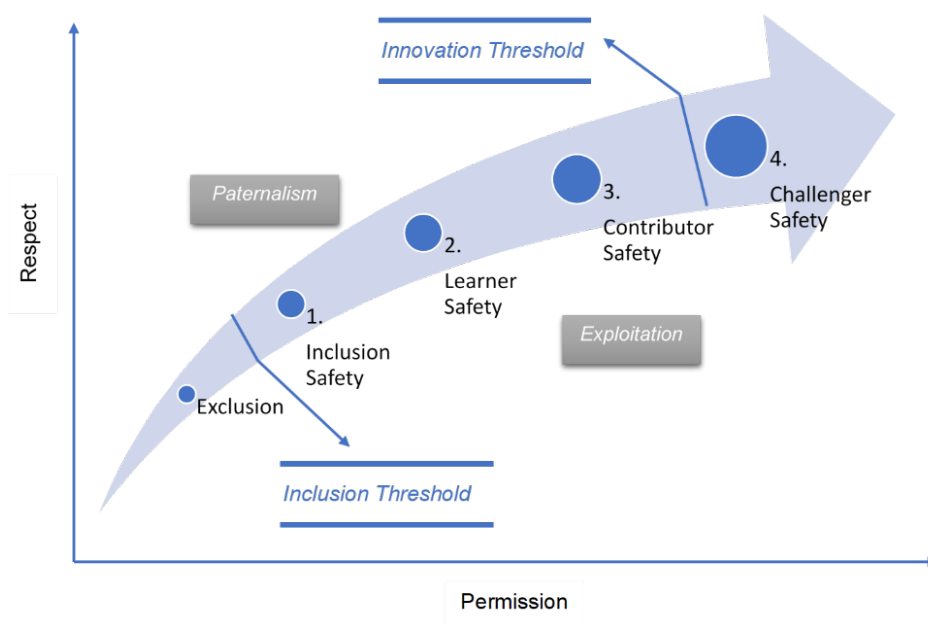 Innovation Threshold
Paternalism
4.
Challenger
Safety
3.
Contributor
Safety
2.
Learner
Safety
Respect
1.
Inclusion
Safety
Exploitation
Exclusion
Inclusion Threshold
Permission